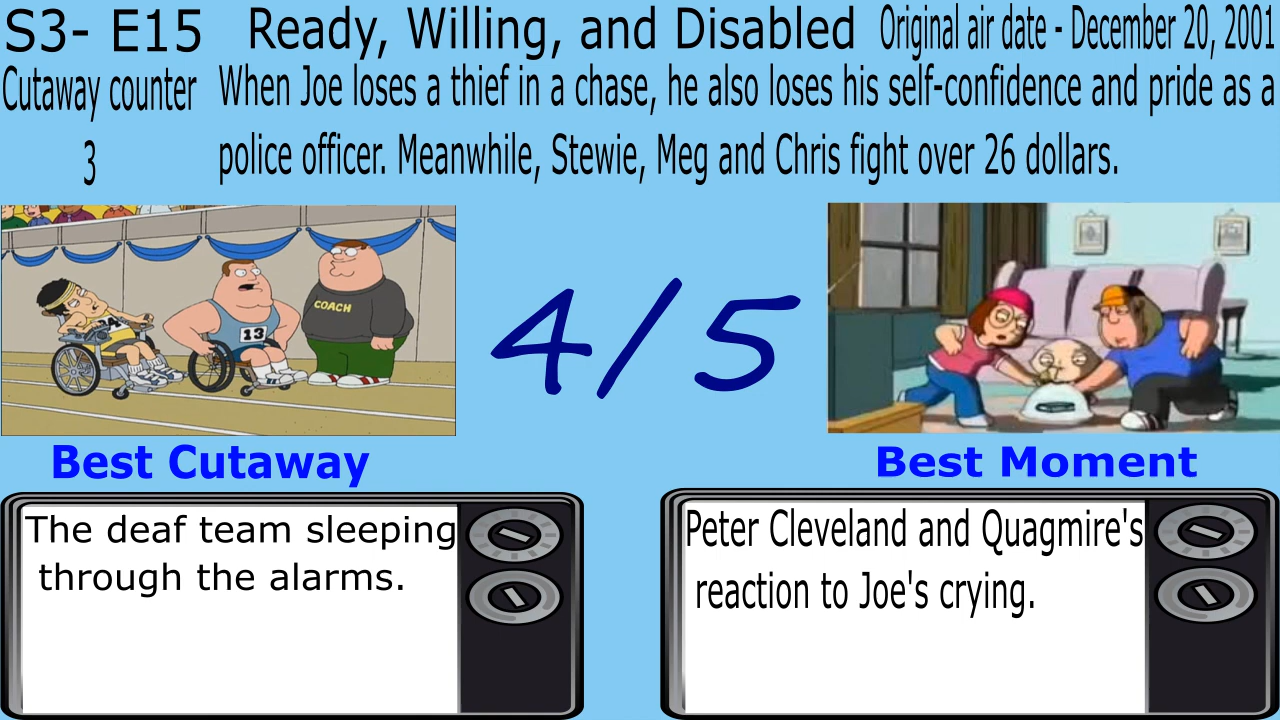 S3- E15 Ready, Willing, and Disabled Original air date - December 20, 2001
Cutaway counter
3
When Joe loses a thief in a chase, he also loses his self-confidence and pride as a
police officer. Meanwhile, Stewie, Meg and Chris fight over 26 dollars.
COACH
13
4/5
Best Cutaway
Best Moment
The deaf team sleeping
through the alarms.
Peter Cleveland and Quagmire's
reaction to Joe's crying.